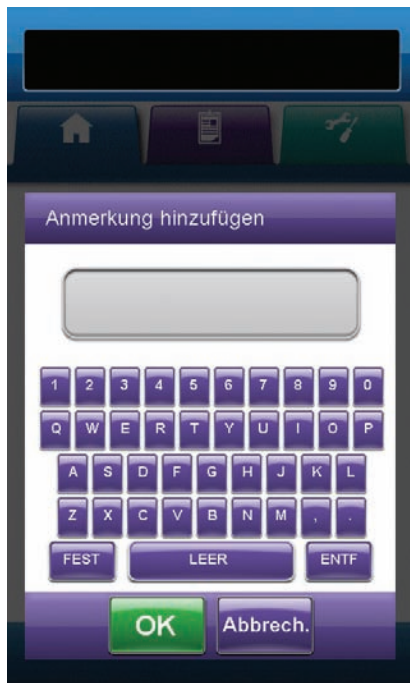 Anmerkung hinzufügen
1 2 3 4 5 6 7 8 9 0
Q W E R T Y U I O P
A S D F G H J K L
Z X C V B N M , .
FEST LEER ENTF
OK Abbrech.